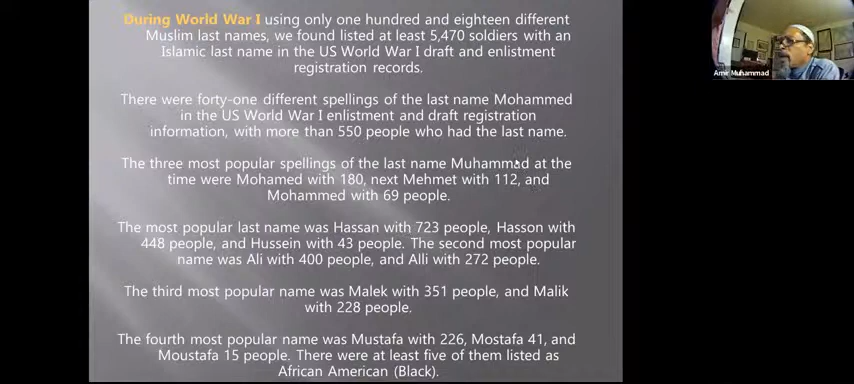 During World War I using only one hundred and eighteen different
Muslim last names, we found listed at least 5,470 soldiers with an
Islamic last name in the US World War I draft and enlistment
registration records.
There were forty-one different spellings of the last name Mohammed
in the US World War I enlistment and draft registration
information, with more than 550 people who had the last name.
The three most popular spellings of the last name Muhammad at the
time were Mohamed with 180, next Mehmet with 112, and
Mohammed with 69 people.
The most popular last name was Hassan with 723 people, Hasson with
448 people, and Hussein with 43 people. The second most popular
name was Ali with 400 people, and Alli with 272 people.
The third most popular name was Malek with 351 people, and Malik
with 228 people.
The fourth most popular name was Mustafa with 226, Mostafa 41, and
Moustafa 15 people. There were at least five of them listed as
African American (Black).
Amir Muhammad